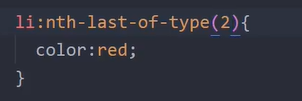 li:nth-last-of-type(2){
color:red;
}